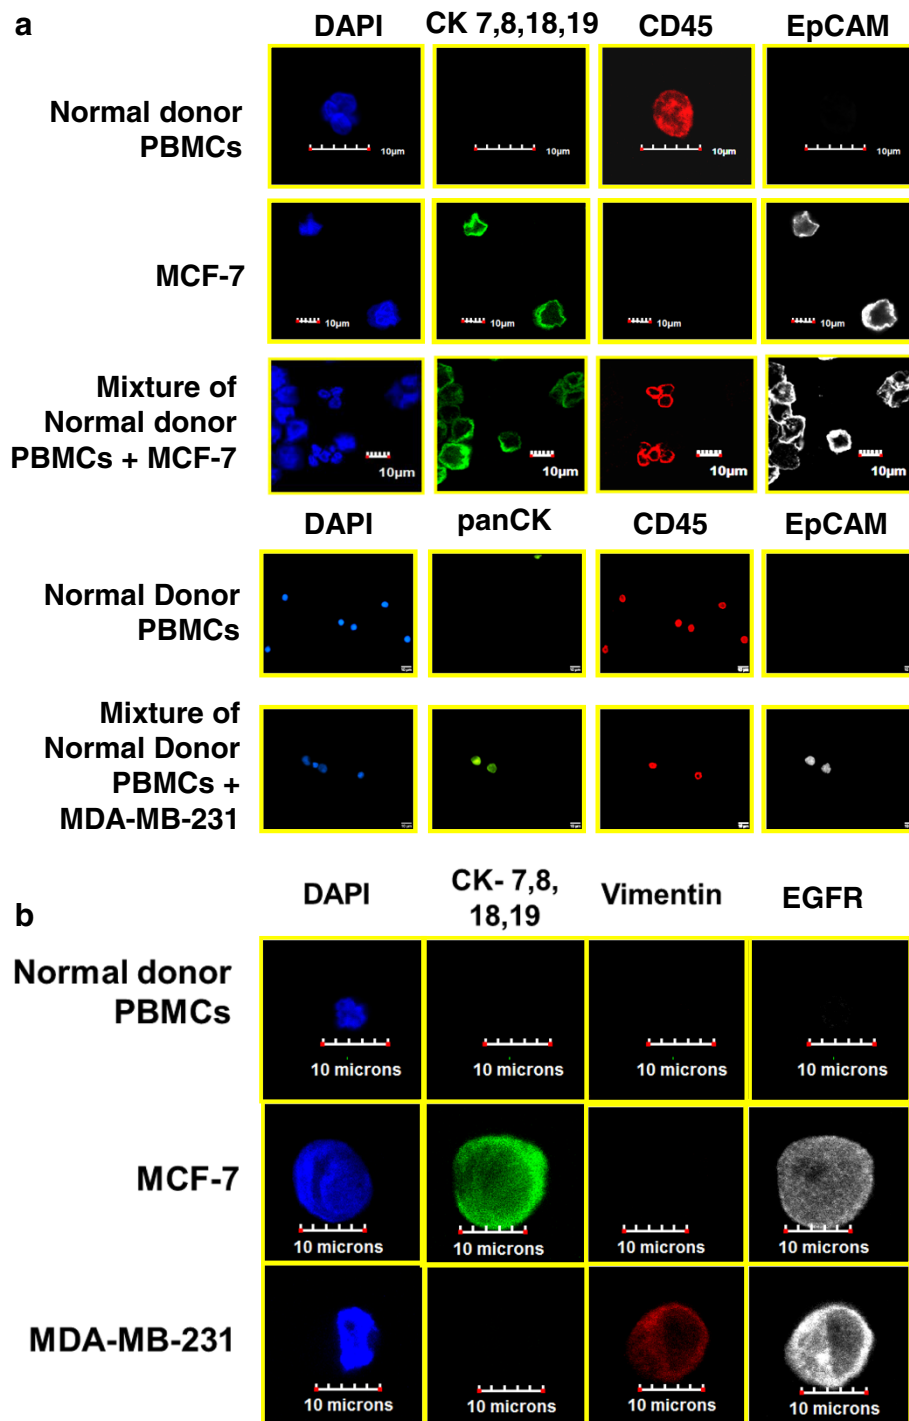 a
DAPI CK 7,8,18,19 CD45 EpCAM
Normal donor
PBMCs
10μm 10μm 10μm 10μm
MCF-7
10μm 10μm 10μm 10μm
Mixture of
Normal donor
PBMCs + MCF-7
10μm 10μm 10μm 10μm
DAPI panCK CD45 EpCAM
Normal Donor
PBMCs
Mixture of
Normal Donor
PBMCs +
MDA-MB-231
b
DAPI CK- 7,8,
18,19 Vimentin EGFR
Normal donor
PBMCs
10 microns 10 microns 10 microns 10 microns
MCF-7
10 microns 10 microns 10 microns 10 microns
MDA-MB-231
10 microns 10 microns 10 microns 10 microns